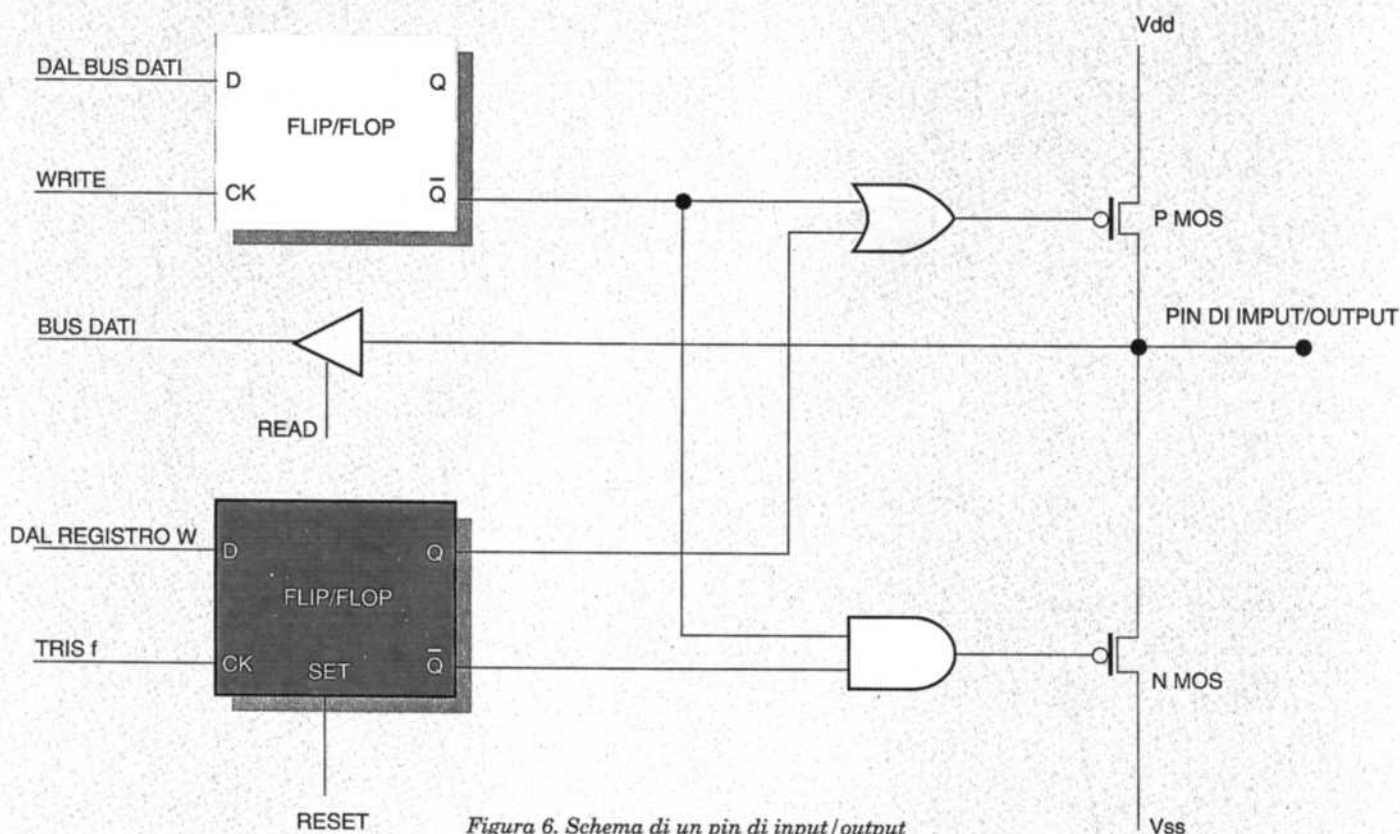 Vdd
DAL BUS DATI
D
Q
FLIP/FLOP
WRITE
CK
Q̅
P MOS
PIN DI IMPUT/OUTPUT
BUS DATI
READ
DAL REGISTRO W
D
Q
FLIP/FLOP
TRIS f
CK
SET
Q̅
N MOS
RESET
Vss
Figura 6. Schema di un pin di input/output